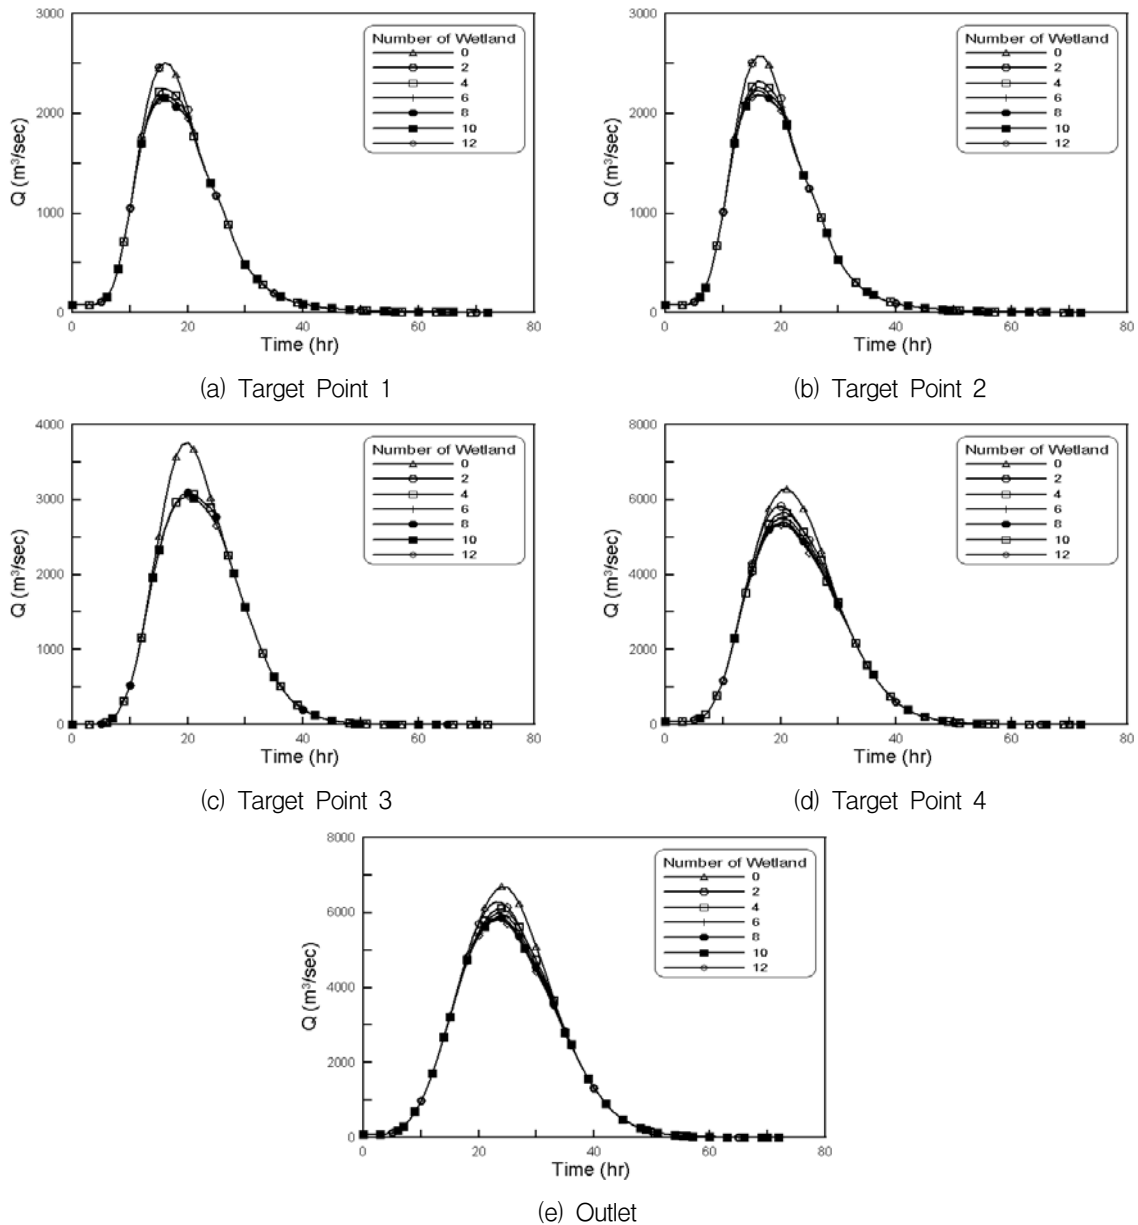 3000
2000
1000
0
Q (m³/sec)
0 20 40 60 80
Time (hr)
Number of Wetland
0
2
4
6
8
10
12
(a) Target Point 1
3000
2000
1000
0
Q (m³/sec)
0 20 40 60 80
Time (hr)
Number of Wetland
0
2
4
6
8
10
12
(b) Target Point 2
4000
3000
2000
1000
0
Q (m³/sec)
0 20 40 60 80
Time (hr)
Number of Wetland
0
2
4
6
8
10
12
(c) Target Point 3
8000
6000
4000
2000
0
Q (m³/sec)
0 20 40 60 80
Time (hr)
Number of Wetland
0
2
4
6
8
10
12
(d) Target Point 4
8000
6000
4000
2000
0
Q (m³/sec)
0 20 40 60 80
Time (hr)
Number of Wetland
0
2
4
6
8
10
12
(e) Outlet